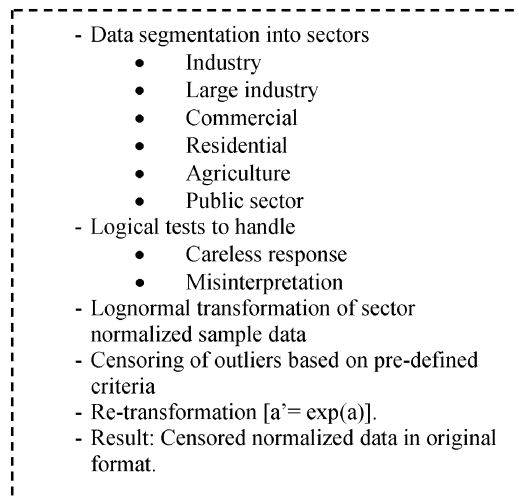 - Data segmentation into sectors
• Industry
• Large industry
• Commercial
• Residential
• Agriculture
• Public sector
- Logical tests to handle
• Careless response
• Misinterpretation
- Lognormal transformation of sector
normalized sample data
- Censoring of outliers based on pre-defined
criteria
- Re-transformation [a’= exp(a)].
- Result: Censored normalized data in original
format.